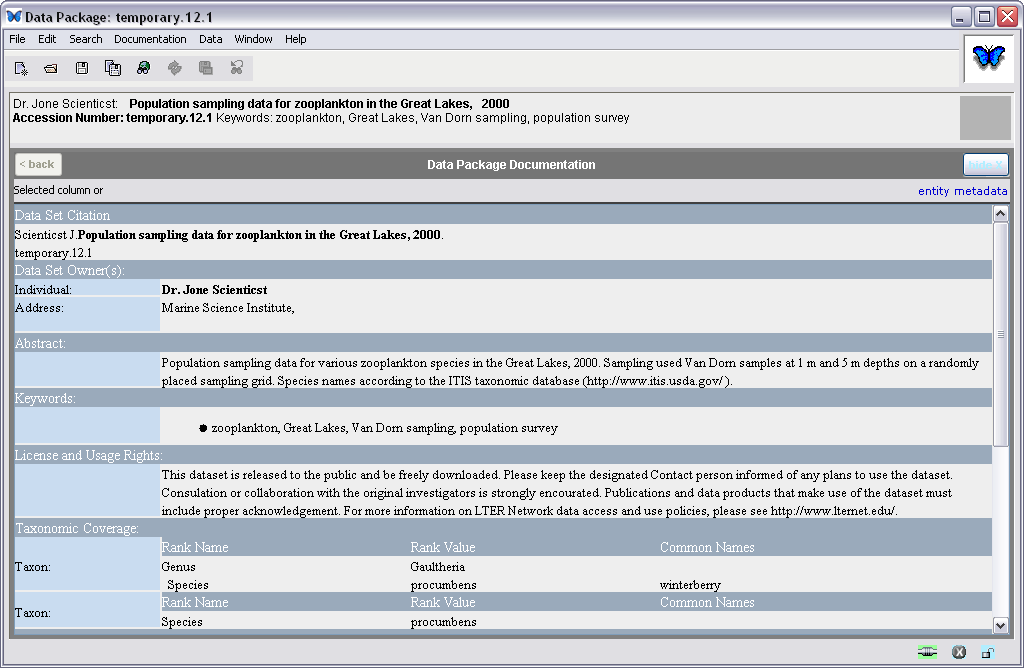 Data Package: temporary.12.1
File Edit Search Documentation Data Window Help
Dr. Jone Scienticst: Population sampling data for zooplankton in the Great Lakes, 2000
Accession Number: temporary.12.1 Keywords: zooplankton, Great Lakes, Van Dorn sampling, population survey
< back Data Package Documentation hide X
Selected column or entity metadata
Data Set Citation
Scienticst J.Population sampling data for zooplankton in the Great Lakes, 2000.
temporary.12.1
Data Set Owner(s):
Individual: Dr. Jone Scienticst
Address: Marine Science Institute,
Abstract:
Population sampling data for various zooplankton species in the Great Lakes, 2000. Sampling used Van Dorn samples at 1 m and 5 m depths on a randomly
placed sampling grid. Species names according to the ITIS taxonomic database (http://www.itis.usda.gov/ ).
Keywords:
zooplankton, Great Lakes, Van Dorn sampling, population survey
License and Usage Rights:
This dataset is released to the public and be freely downloaded. Please keep the designated Contact person informed of any plans to use the dataset.
Consulation or collaboration with the original investigators is strongly encourated. Publications and data products that make use of the dataset must
include proper acknowledgement. For more information on LTER Network data access and use policies, please see http://www.lternet.edu/.
Taxonomic Coverage:
Rank Name Rank Value Common Names
Taxon: Genus Gaultheria
Species procumbens winterberry
Rank Name Rank Value Common Names
Taxon:
Species procumbens